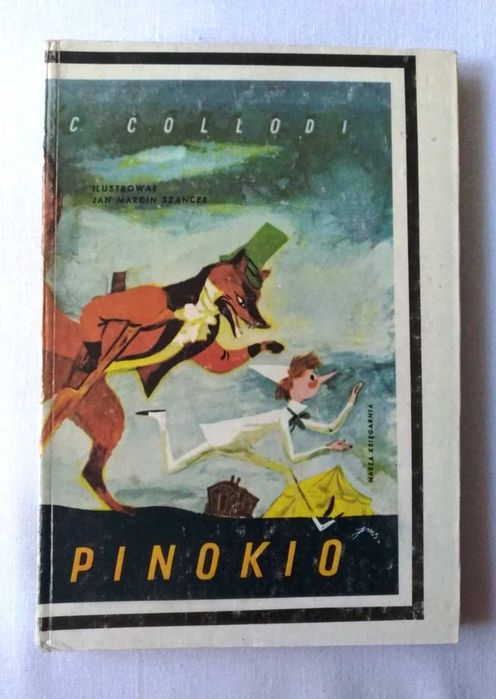 C COLLODI
ILUSTROWAŁ
JAN MARCIN SZANCER
NASZA KSIĘGARNIA
PINOKIO